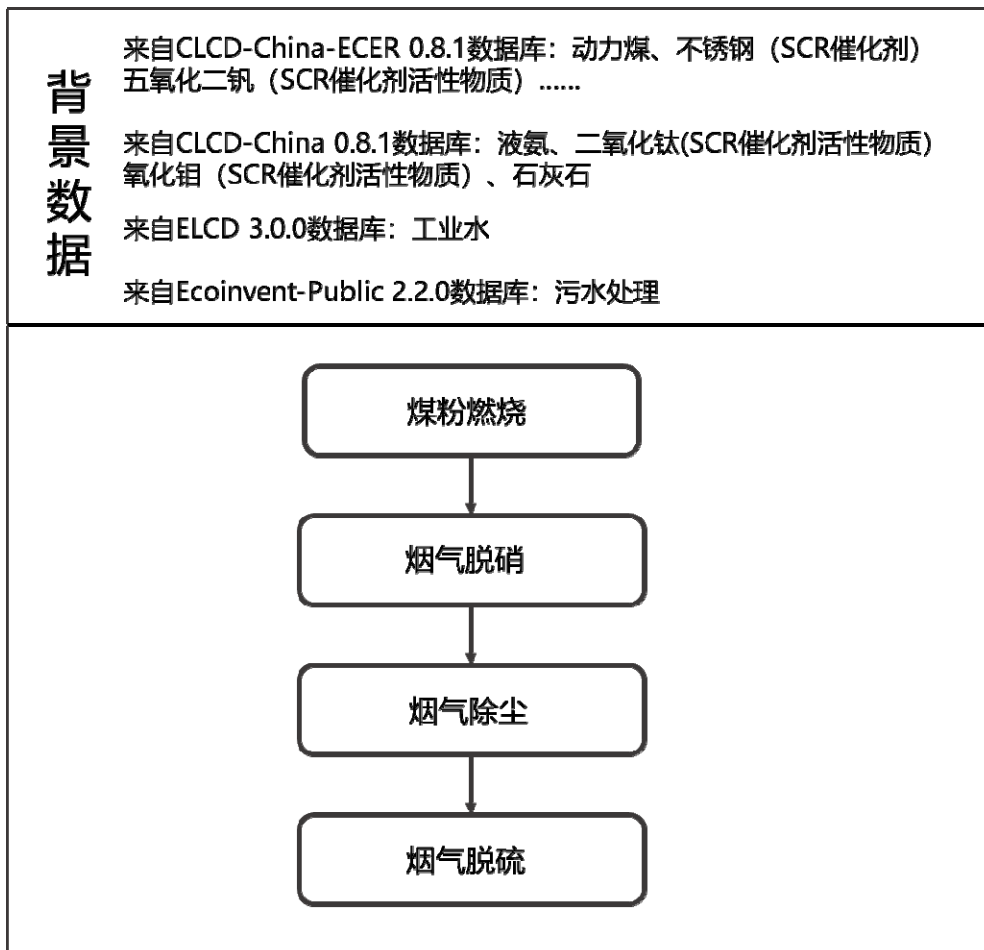 背景数据
来自CLCD-China-ECER 0.8.1数据库：动力煤、不锈钢（SCR催化剂）
五氧化二钒（SCR催化剂活性物质）......
来自CLCD-China 0.8.1数据库：液氨、二氧化钛(SCR催化剂活性物质）
氧化钼（SCR催化剂活性物质）、石灰石
来自ELCD 3.0.0数据库：工业水
来自Ecoinvent-Public 2.2.0数据库：污水处理
煤粉燃烧
烟气脱硝
烟气除尘
烟气脱硫